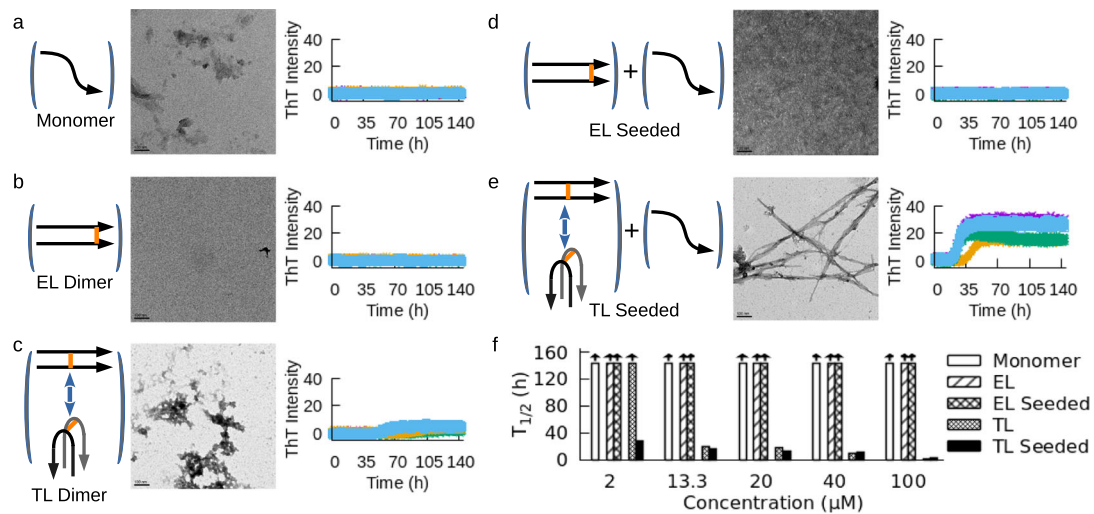 a
Monomer
ThT Intensity
40
20
0
0 35 70 105 140
Time (h)
b
EL Dimer
ThT Intensity
40
20
0
0 35 70 105 140
Time (h)
c
TL Dimer
ThT Intensity
40
20
0
0 35 70 105 140
Time (h)
d
+
EL Seeded
ThT Intensity
40
20
0
0 35 70 105 140
Time (h)
e
+
TL Seeded
ThT Intensity
40
20
0
0 35 70 105 140
Time (h)
f
T1/2 (h)
160
120
80
40
0
2 13.3 20 40 100
Concentration (μM)
Monomer
EL
EL Seeded
TL
TL Seeded